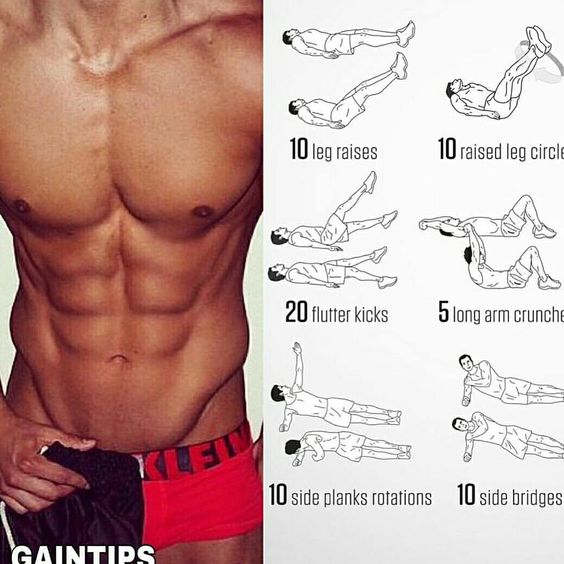 10 leg raises
10 raised leg circle
20 flutter kicks
5 long arm crunche
10 side planks rotations
10 side bridges
KLEIN
GAINTIPS